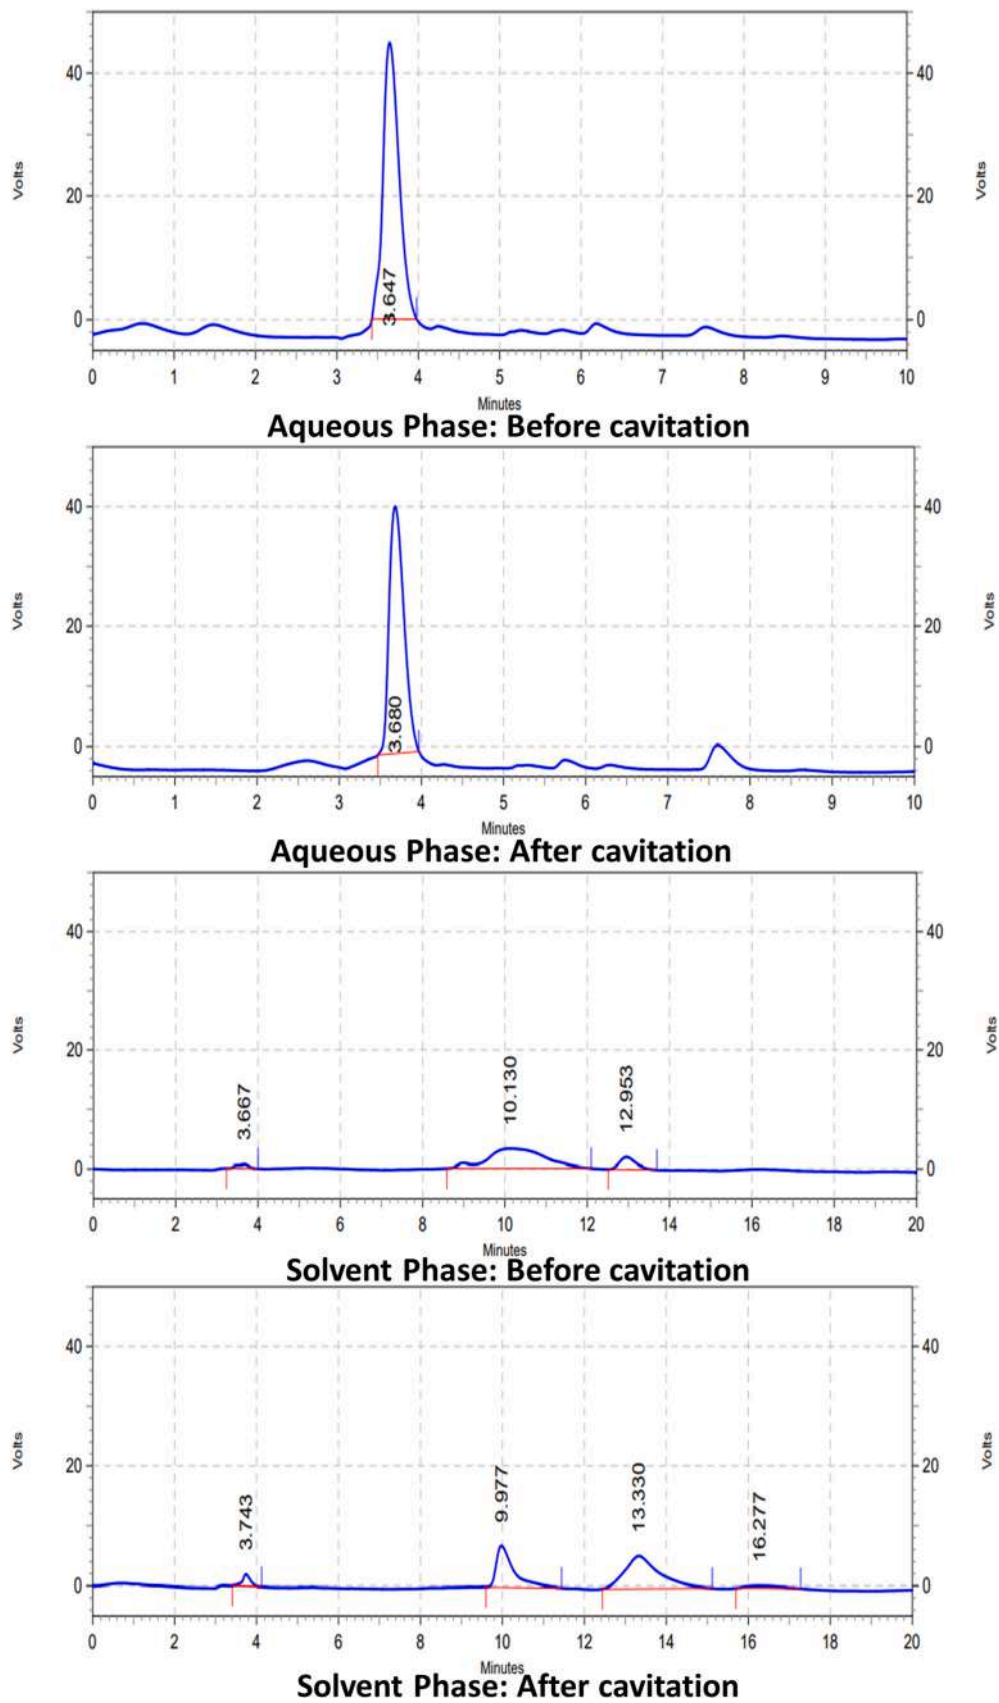 40
40
Volts
Volts
20
20
3.647
0
0
0 1 2 3 4 5 6 7 8 9 10
Minutes
Aqueous Phase: Before cavitation
40
40
Volts
Volts
20
20
3.680
0
0
0 1 2 3 4 5 6 7 8 9 10
Minutes
Aqueous Phase: After cavitation
40
40
Volts
Volts
20
20
3.667
10.130
12.953
0
0
0 2 4 6 8 10 12 14 16 18 20
Minutes
Solvent Phase: Before cavitation
40
40
Volts
Volts
20
20
3.743
9.977
13.330
16.277
0
0
0 2 4 6 8 10 12 14 16 18 20
Minutes
Solvent Phase: After cavitation